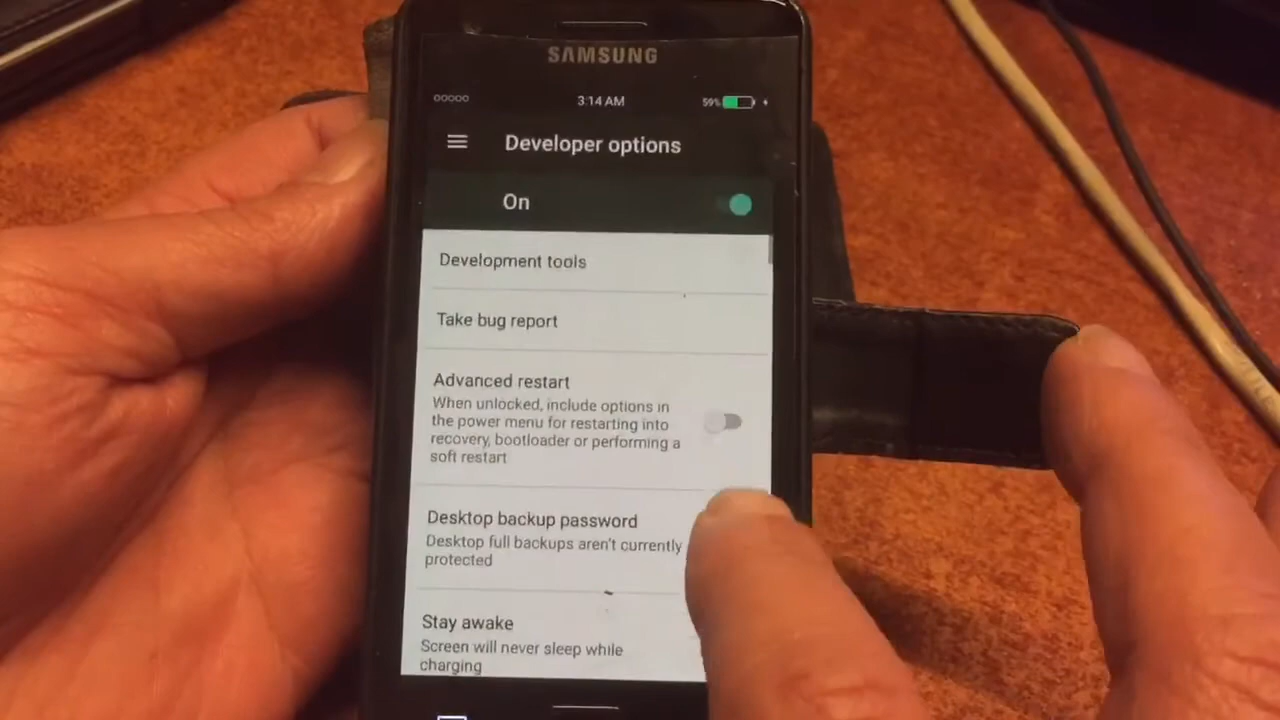 SAMSUNG
3:14 AM
59%
Developer options
On
Development tools
Take bug report
Advanced restart
When unlocked, include options in
the power menu for restarting into
recovery, bootloader or performing a
soft restart
Desktop backup password
Desktop full backups aren't currently
protected
Stay awake
Screen will never sleep while
charging